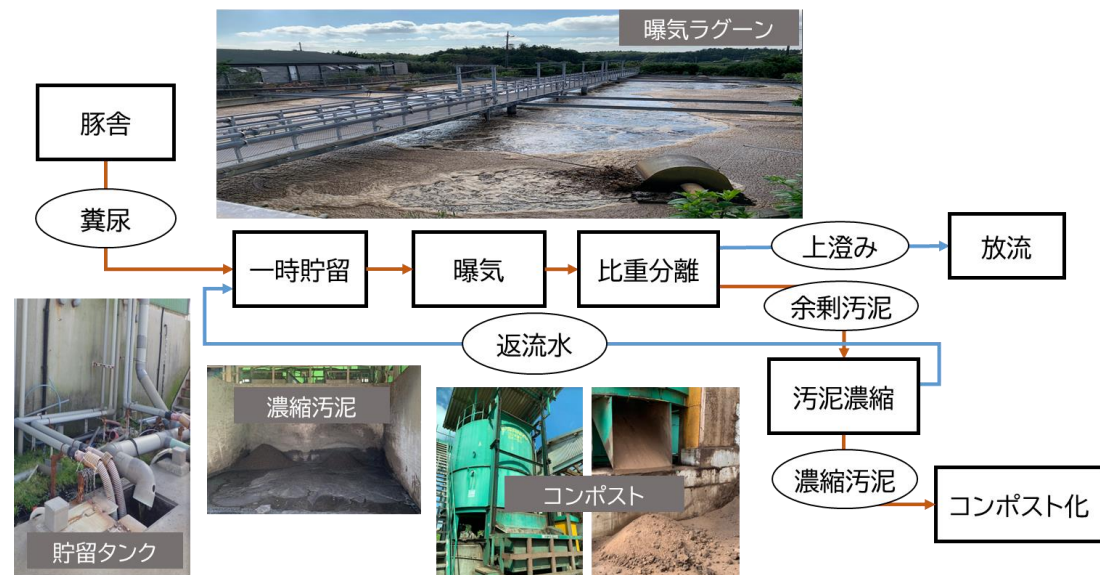 曝気ラグーン
豚舎
糞尿
一時貯留
曝気
比重分離
上澄み
放流
余剰汚泥
返流水
汚泥濃縮
濃縮汚泥
コンポスト化
貯留タンク
濃縮汚泥
コンポスト